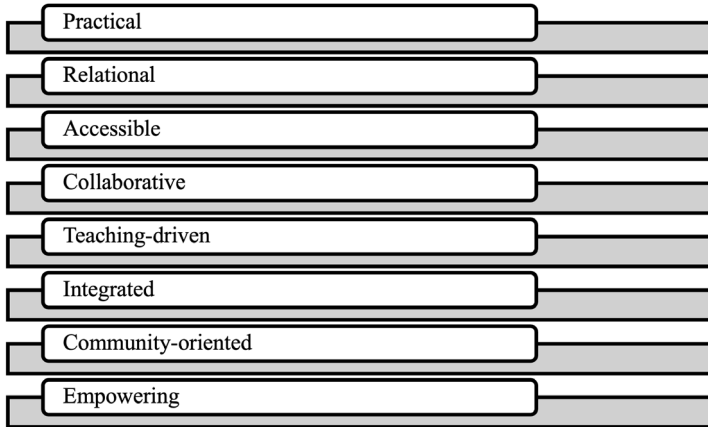 Practical
Relational
Accessible
Collaborative
Teaching-driven
Integrated
Community-oriented
Empowering